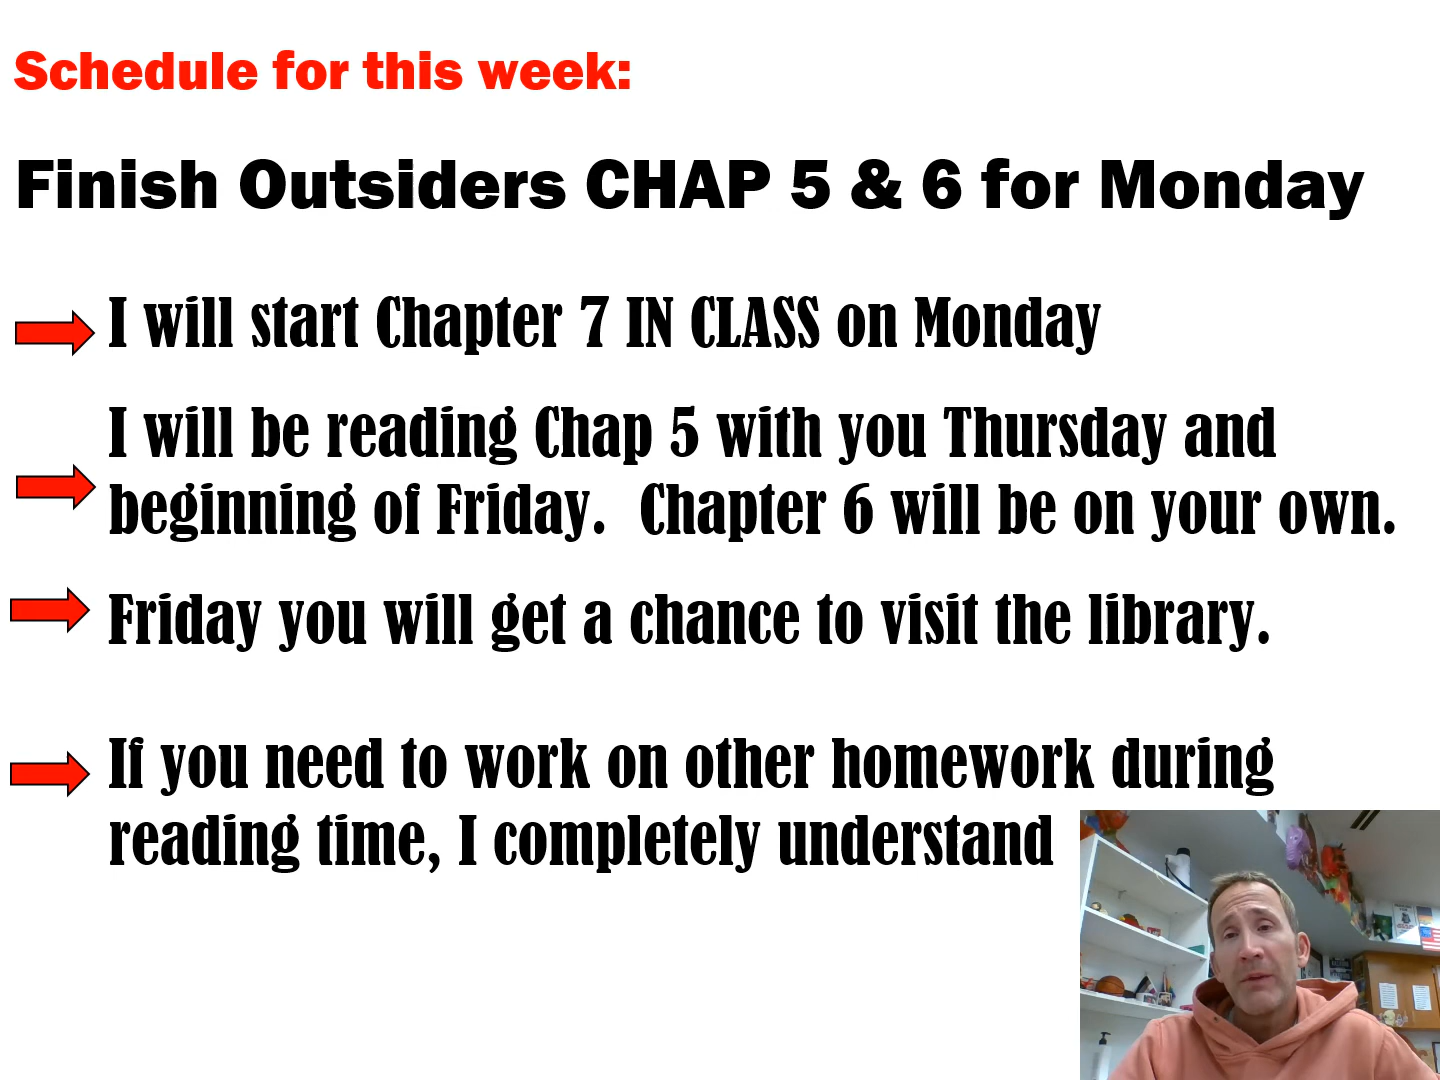 Schedule for this week:
Finish Outsiders CHAP 5 & 6 for Monday
I will start Chapter 7 IN CLASS on Monday
I will be reading Chap 5 with you Thursday and
beginning of Friday.  Chapter 6 will be on your own.
Friday you will get a chance to visit the library.
If you need to work on other homework during
reading time, I completely understand